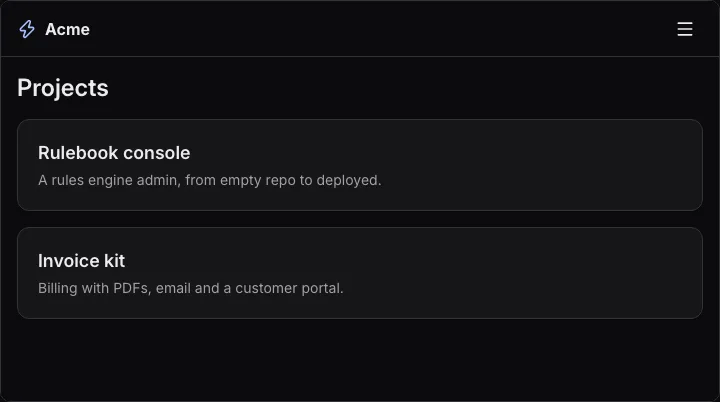 Acme
Projects
Rulebook console
A rules engine admin, from empty repo to deployed.
Invoice kit
Billing with PDFs, email and a customer portal.